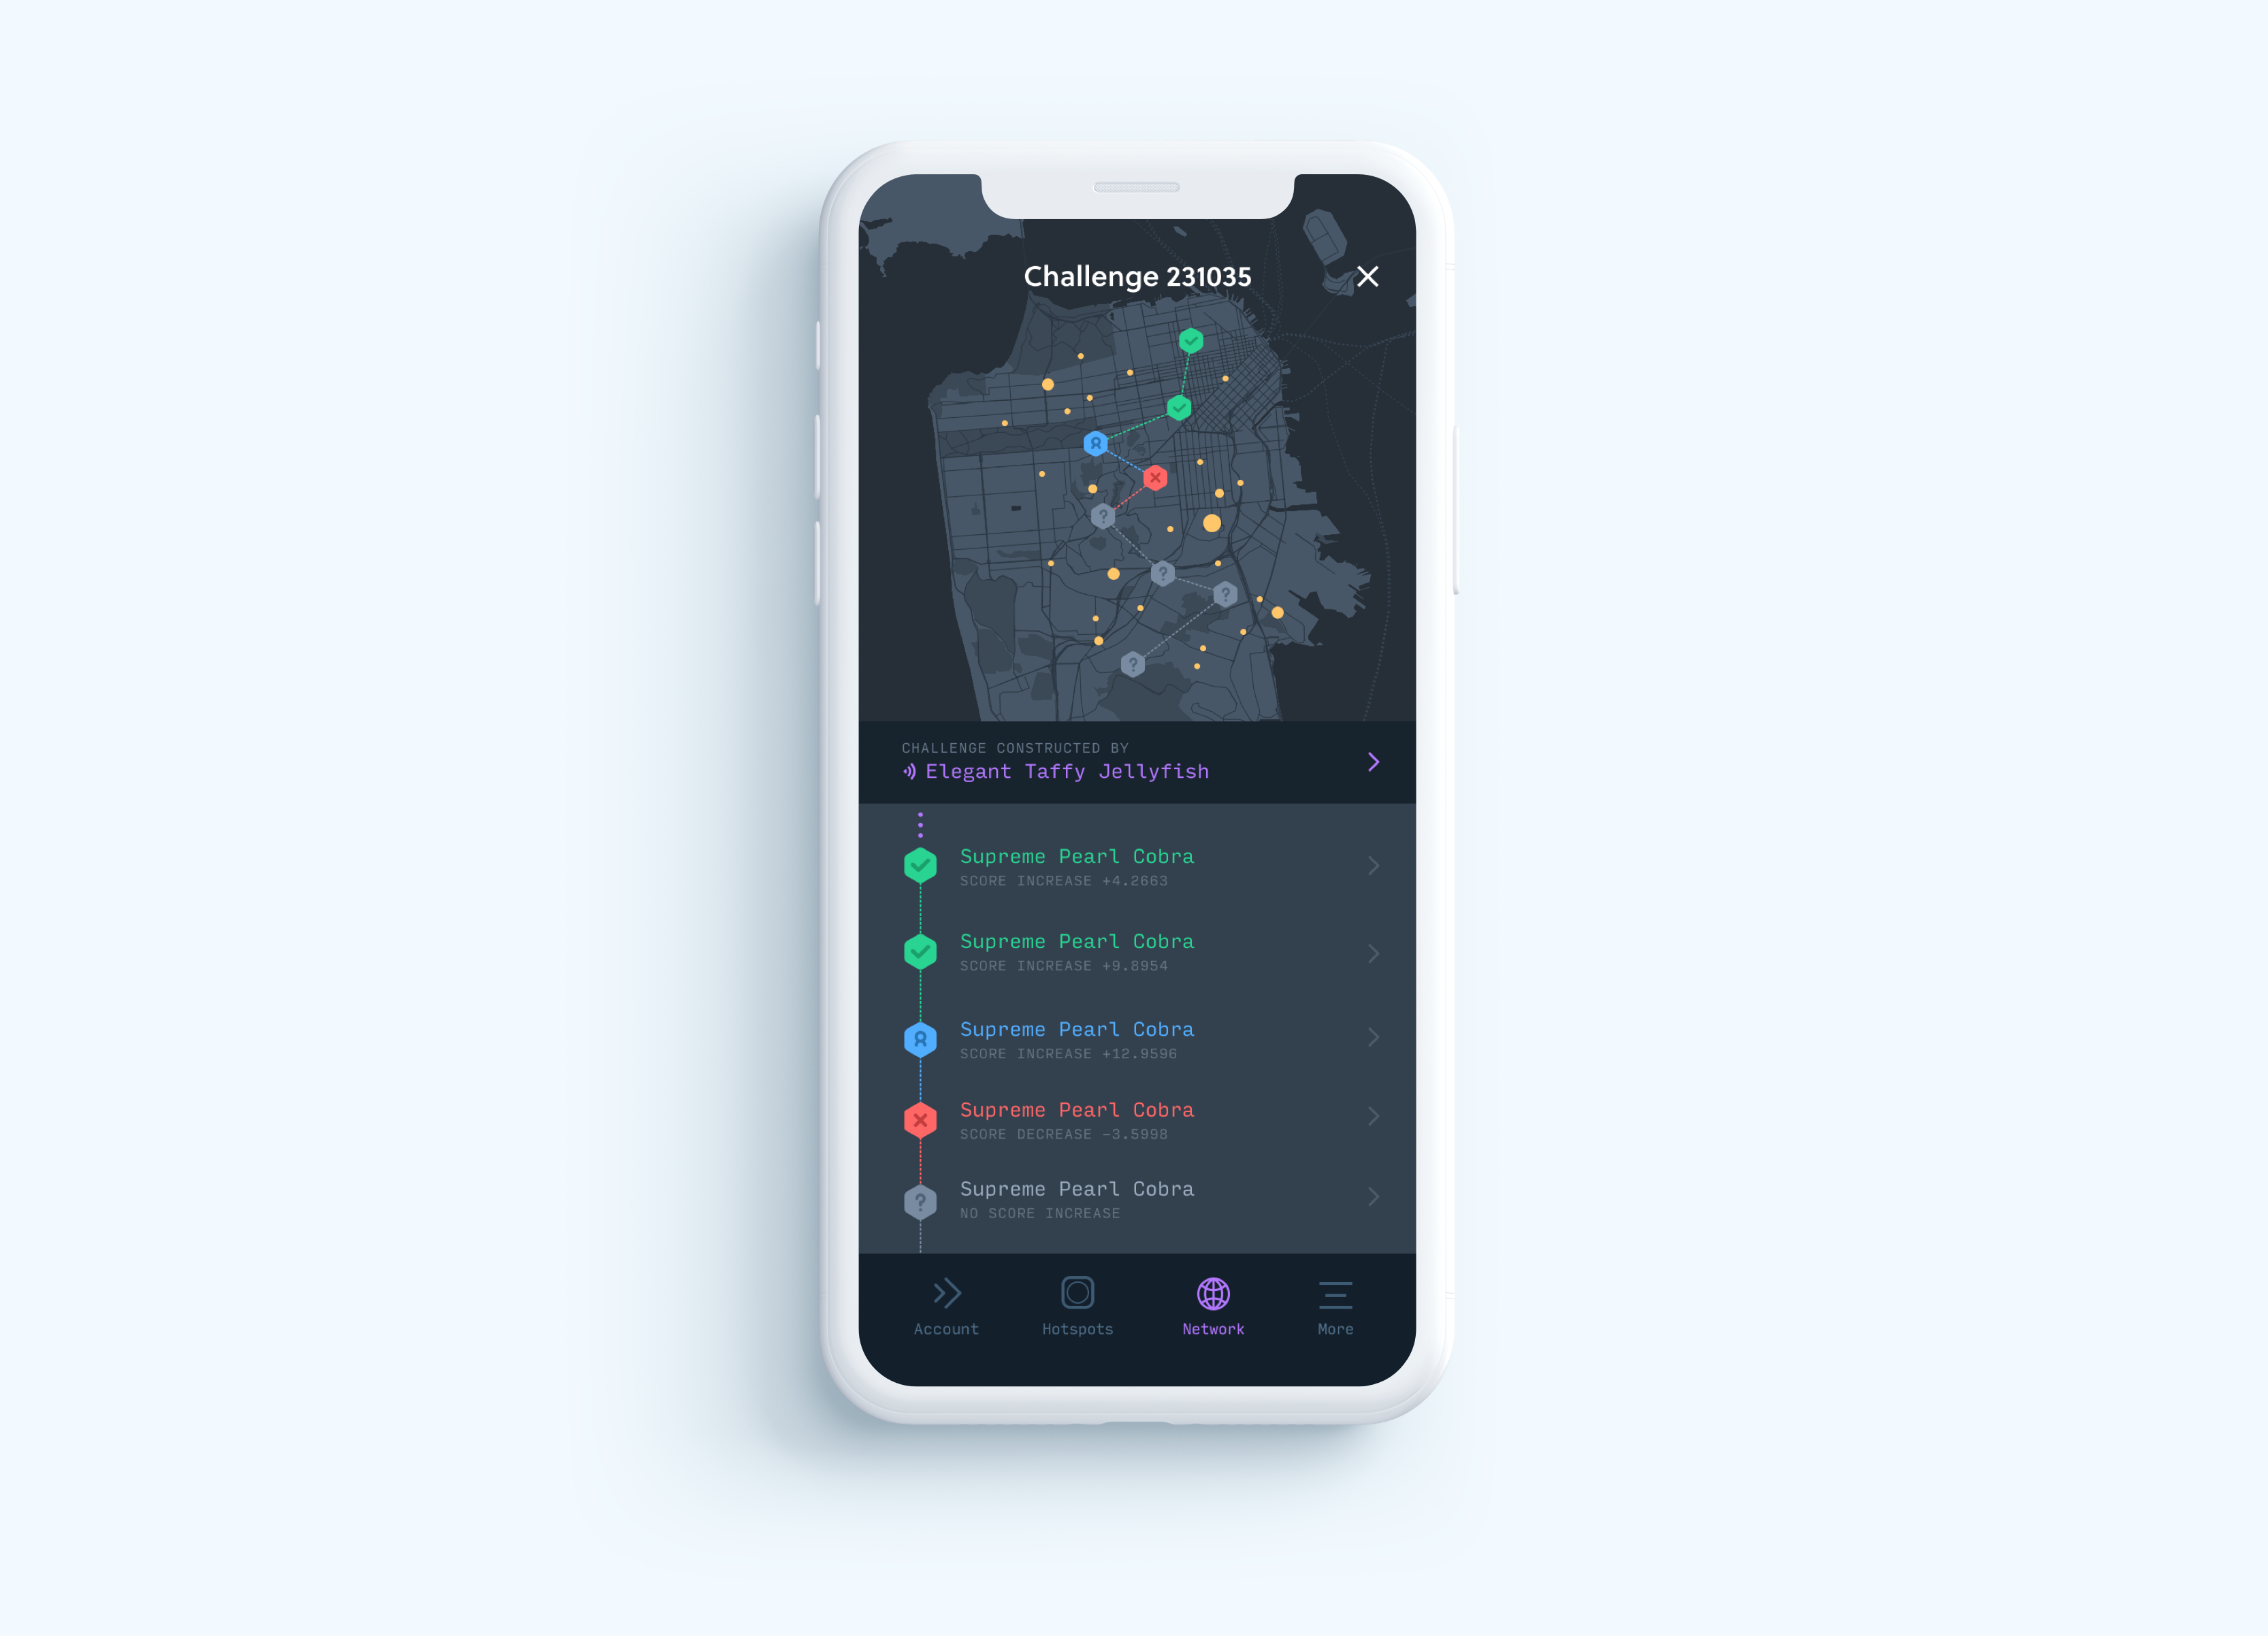 Challenge 231035
CHALLENGE CONSTRUCTED BY
Elegant Taffy Jellyfish
Supreme Pearl Cobra
SCORE INCREASE +4.2663
Supreme Pearl Cobra
SCORE INCREASE +9.8954
Supreme Pearl Cobra
SCORE INCREASE +12.9596
Supreme Pearl Cobra
SCORE DECREASE -3.5998
Supreme Pearl Cobra
NO SCORE INCREASE
Account Hotspots Network More